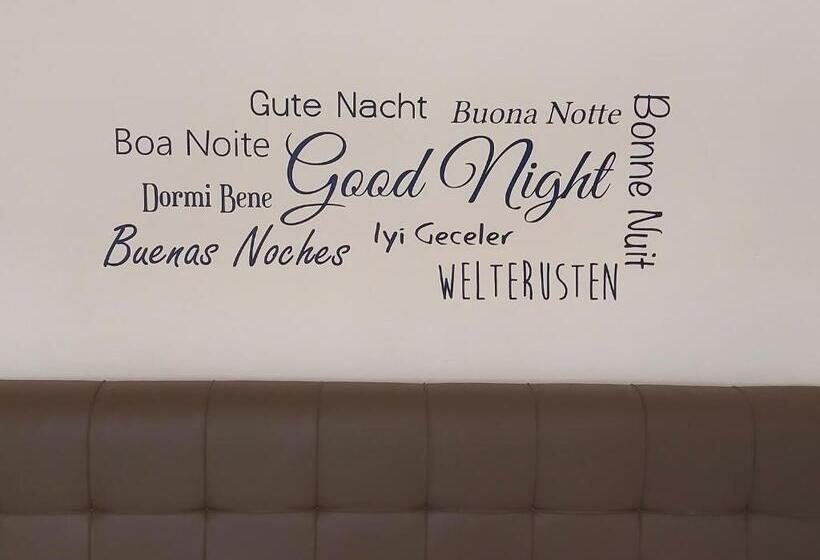 Gute Nacht
Buona Notte
Bonne Nuit
Boa Noite
Good Night
Dormi Bene
Buenas Noches
Iyi Geceler
WELTERUSTEN